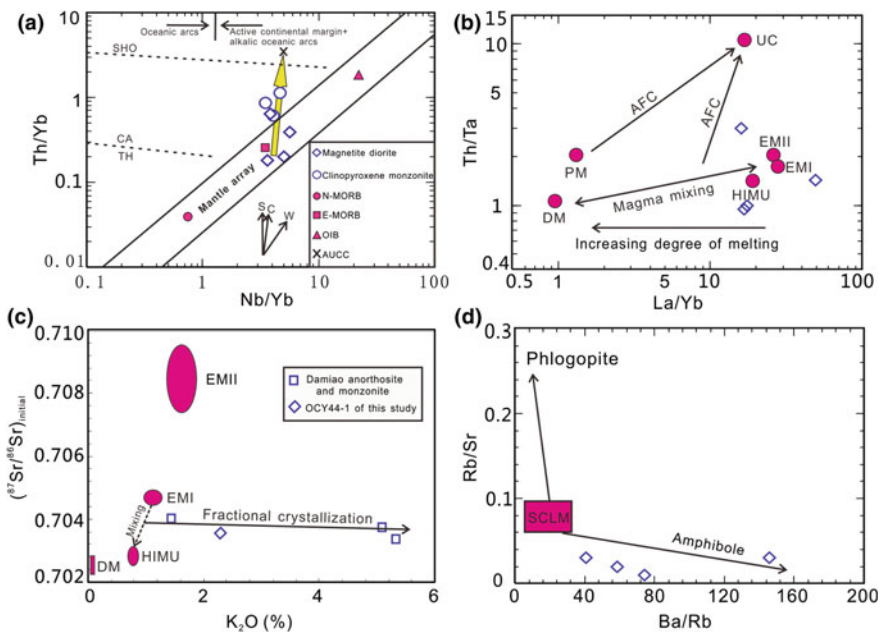 (a)
Oceanic arcs
Active continental margin+
alkalic oceanic arcs
SHO
CA
TH
Mantle array
S C W
Magnetite diorite
Clinopyroxene monzonite
N-MORB
E-MORB
OIB
AUCC
10
1
0.1
0.01
Th/Yb
0.1 1 10 100
Nb/Yb
(b)
UC
AFC
AFC
PM
EMII
EMI
HIMU
DM
Magma mixing
Increasing degree of melting
15
10
1
0.4
Th/Ta
0.5 1 10 100
La/Yb
(c)
EMII
Damiao anorthosite
and monzonite
OCY44-1 of this study
EMI
Mixing
Fractional crystallization
HIMU
DM
0.710
0.708
0.706
0.704
0.702
(⁸⁷Sr/⁸⁶Sr)initial
0 2 4 6
K₂O (%)
(d)
Phlogopite
SCLM
Amphibole
0.3
0.2
0.1
0
Rb/Sr
0 40 80 120 160 200
Ba/Rb